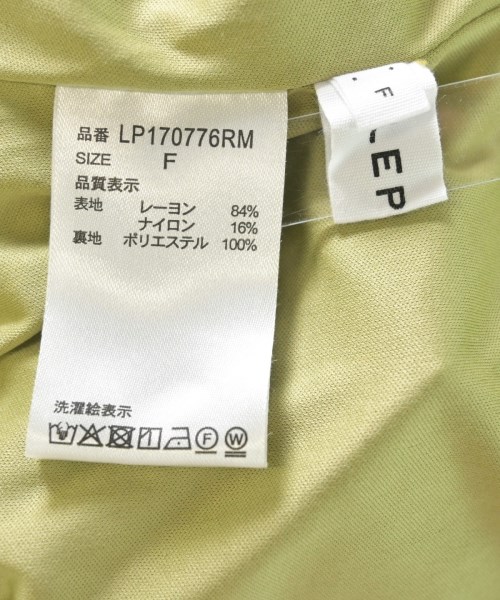 品番 LP170776RM
SIZE F
品質表示
表地 レーヨン 84%
ナイロン 16%
裏地 ポリエステル 100%
洗濯絵表示
F W
F
LEP